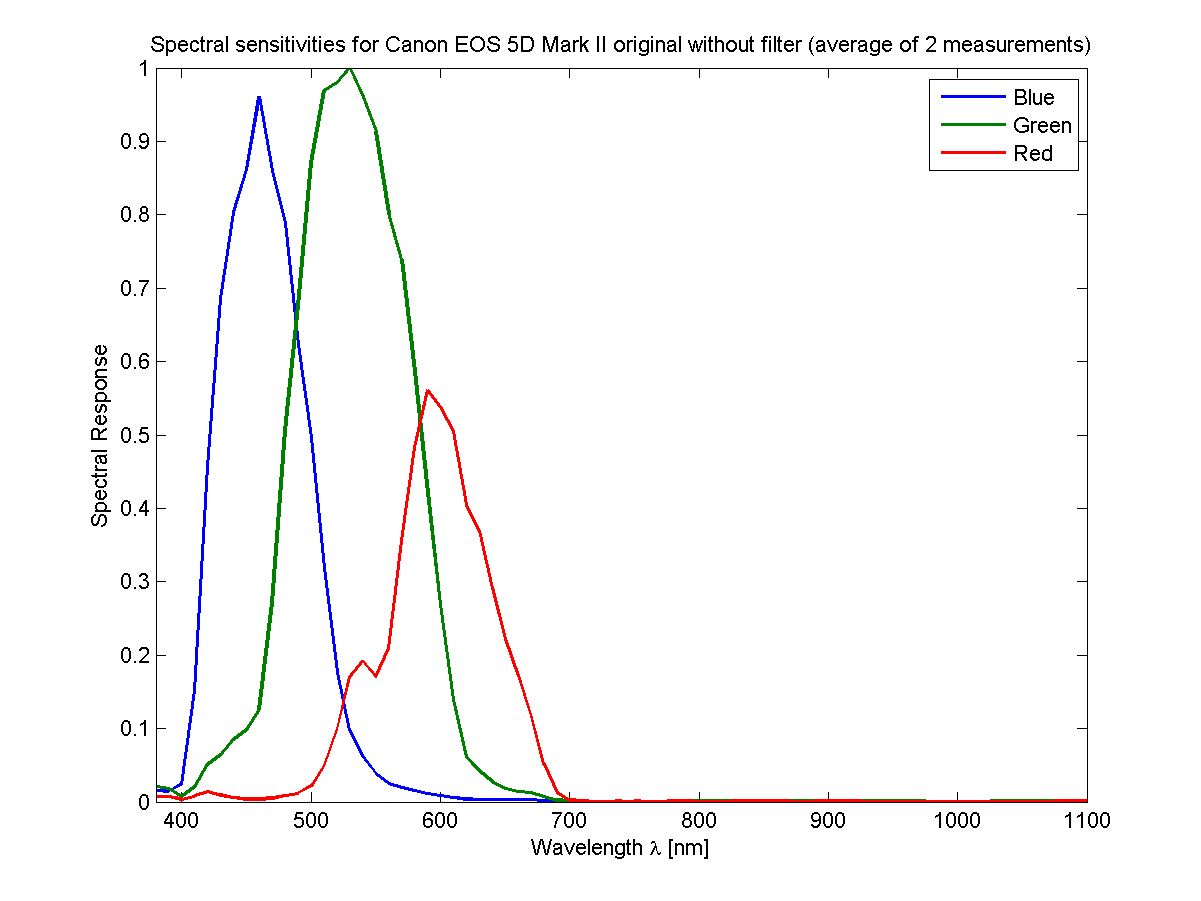 Spectral sensitivities for Canon EOS 5D Mark II original without filter (average of 2 measurements)
1
0.9
0.8
0.7
0.6
0.5
0.4
0.3
0.2
0.1
0
Spectral Response
Blue
Green
Red
400 500 600 700 800 900 1000 1100
Wavelength λ [nm]